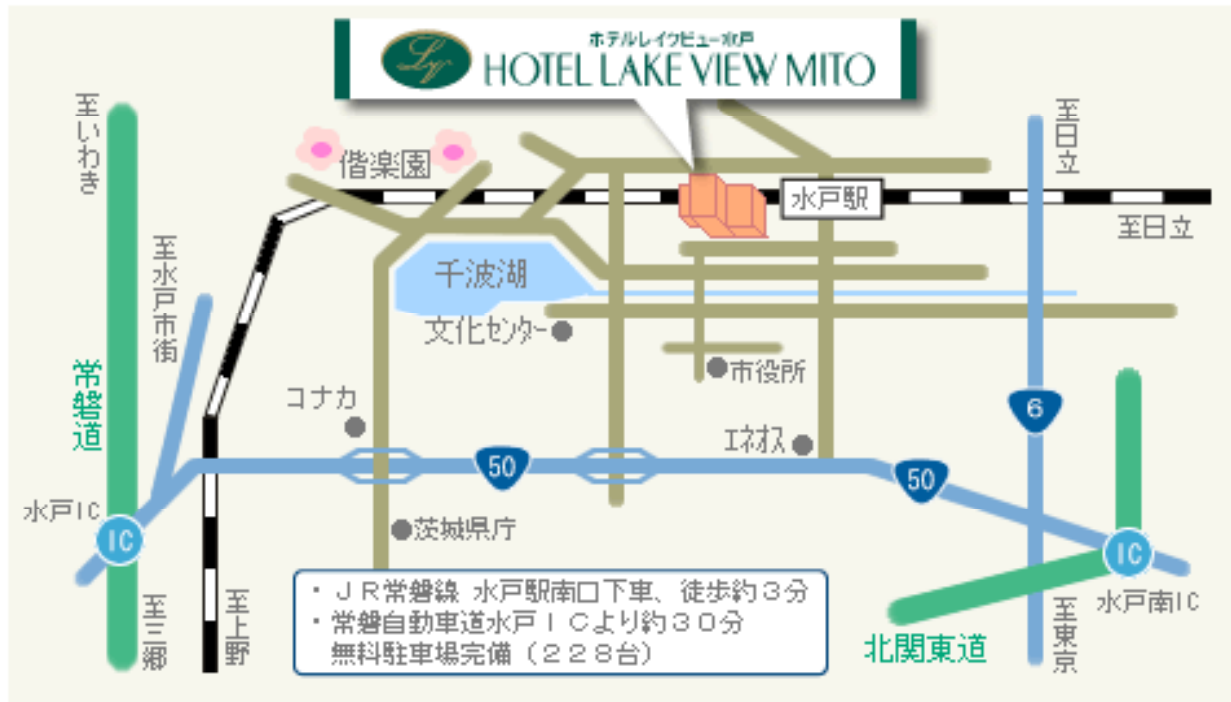 ホテルレイクビュー水戸
Lv
HOTEL LAKE VIEW MITO
至いわき
至日立
偕楽園
水戸駅
至日立
至水戸市街
千波湖
文化センター
常磐道
市役所
コナカ
6
エネオス
50
50
水戸IC
IC
茨城県庁
IC
水戸南IC
・JR常磐線 水戸駅南口下車、徒歩約3分
・常磐自動車道水戸ICより約30分
無料駐車場完備(228台)
至三郷
至上野
北関東道
至東京